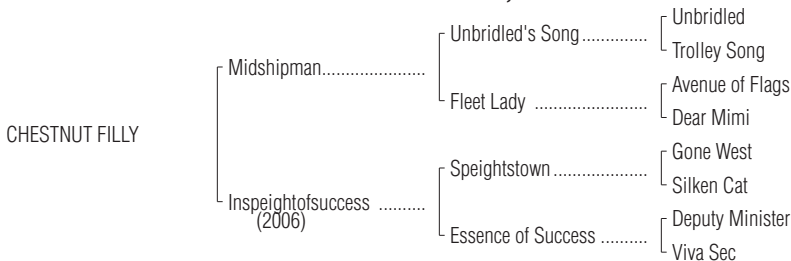 Unbridled
Unbridled's Song ..............
Trolley Song
Midshipman......................
Avenue of Flags
Fleet Lady ........................
Dear Mimi
CHESTNUT FILLY
Gone West
Speightstown ....................
Silken Cat
Inspeightofsuccess ..........
(2006)
Deputy Minister
Essence of Success ..........
Viva Sec